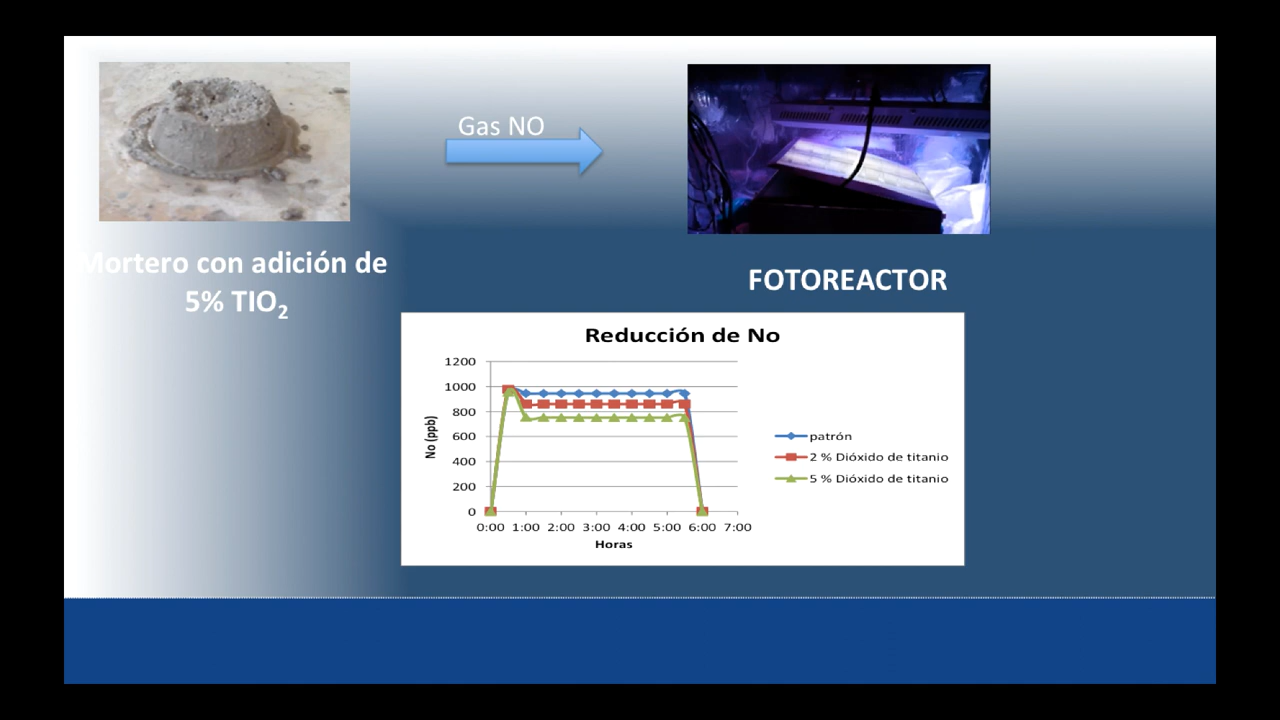 Gas NO
Mortero con adición de
5% TIO₂
FOTOREACTOR
Reducción de No
1200
1000
800
600
400
200
0
No (ppb)
0:00 1:00 2:00 3:00 4:00 5:00 6:00 7:00
Horas
patrón
2 % Dióxido de titanio
5 % Dióxido de titanio